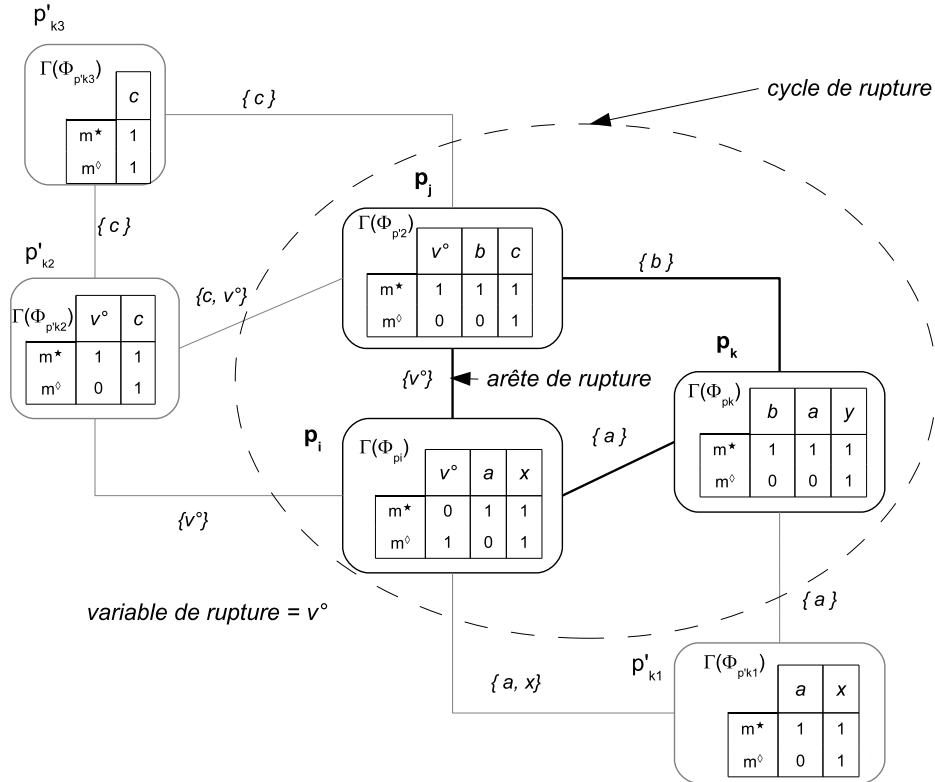 p'k3
Γ(Φp'k3)
c
m★ 1
m◊ 1
{ c }
cycle de rupture
{ c }
p'k2
Γ(Φp'k2)
v° c
m★ 1 1
m◊ 0 1
{c, v°}
pj
Γ(Φp'2)
v° b c
m★ 1 1 1
m◊ 0 0 1
{ b }
{v°}
arête de rupture
pk
Γ(Φpk)
b a y
m★ 1 1 1
m◊ 0 0 1
pi
Γ(Φpi)
v° a x
m★ 0 1 1
m◊ 1 0 1
{ a }
{v°}
variable de rupture = v°
{ a }
{ a, x}
p'k1
Γ(Φp'k1)
a x
m★ 1 1
m◊ 0 1